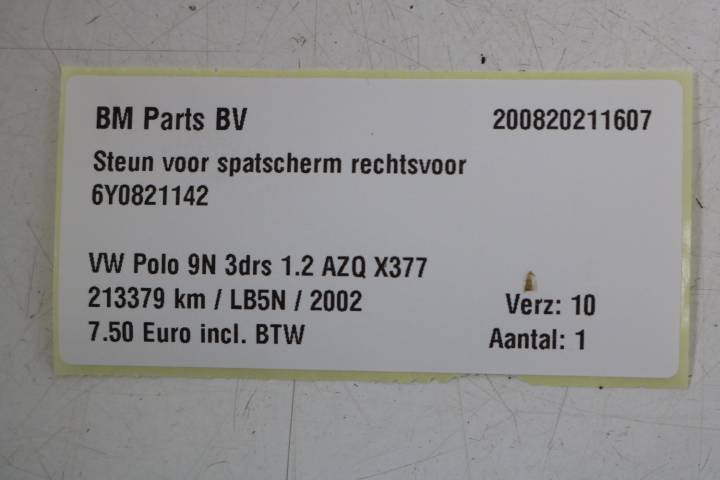 BM Parts BV 200820211607
Steun voor spatscherm rechtsvoor
6Y0821142
VW Polo 9N 3drs 1.2 AZQ X377
213379 km / LB5N / 2002 Verz: 10
7.50 Euro incl. BTW Aantal: 1